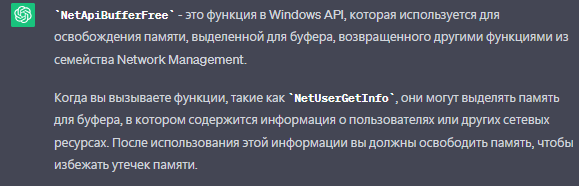 `NetApiBufferFree` - это функция в Windows API, которая используется для
освобождения памяти, выделенной для буфера, возвращенного другими функциями из
семейства Network Management.
Когда вы вызываете функции, такие как `NetUserGetInfo`, они могут выделять память
для буфера, в котором содержится информация о пользователях или других сетевых
ресурсах. После использования этой информации вы должны освободить память, чтобы
избежать утечек памяти.